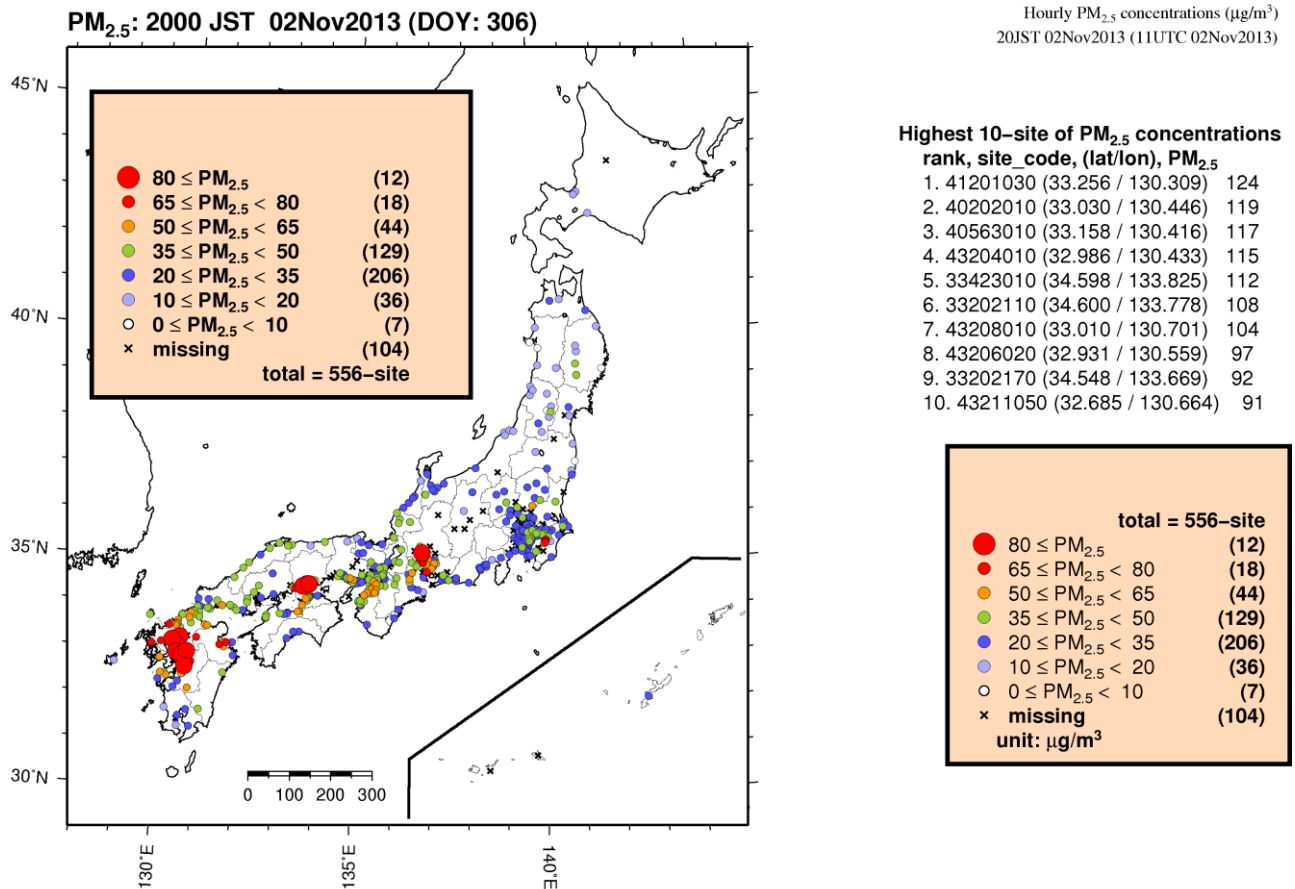 PM2.5: 2000 JST 02Nov2013 (DOY: 306)
Hourly PM2.5 concentrations (μg/m³)
20JST 02Nov2013 (11UTC 02Nov2013)
45˚N
40˚N
35˚N
30˚N
80 ≤ PM2.5 (12)
65 ≤ PM2.5 < 80 (18)
50 ≤ PM2.5 < 65 (44)
35 ≤ PM2.5 < 50 (129)
20 ≤ PM2.5 < 35 (206)
10 ≤ PM2.5 < 20 (36)
0 ≤ PM2.5 < 10 (7)
× missing (104)
total = 556−site
0 100 200 300
130˚E
135˚E
140˚E
Highest 10−site of PM2.5 concentrations
rank, site_code, (lat/lon), PM2.5
1. 41201030 (33.256 / 130.309) 124
2. 40202010 (33.030 / 130.446) 119
3. 40563010 (33.158 / 130.416) 117
4. 43204010 (32.986 / 130.433) 115
5. 33423010 (34.598 / 133.825) 112
6. 33202110 (34.600 / 133.778) 108
7. 43208010 (33.010 / 130.701) 104
8. 43206020 (32.931 / 130.559) 97
9. 33202170 (34.548 / 133.669) 92
10. 43211050 (32.685 / 130.664) 91
total = 556−site
80 ≤ PM2.5 (12)
65 ≤ PM2.5 < 80 (18)
50 ≤ PM2.5 < 65 (44)
35 ≤ PM2.5 < 50 (129)
20 ≤ PM2.5 < 35 (206)
10 ≤ PM2.5 < 20 (36)
0 ≤ PM2.5 < 10 (7)
× missing (104)
unit: μg/m³